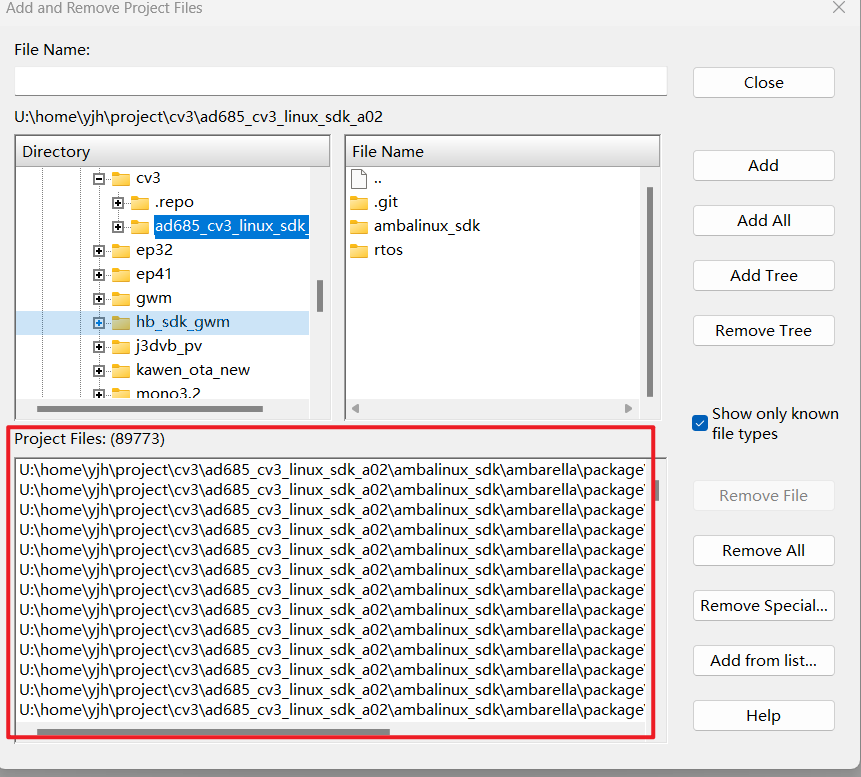 Add and Remove Project Files
File Name:
Close
U:\home\yjh\project\cv3\ad685_cv3_linux_sdk_a02
Directory
File Name
cv3
.repo
ad685_cv3_linux_sdk_
ep32
ep41
gwm
hb_sdk_gwm
j3dvb_pv
kawen_ota_new
mono3.2
..
.git
ambalinux_sdk
rtos
Add
Add All
Add Tree
Remove Tree
Show only known
file types
Project Files: (89773)
U:\home\yjh\project\cv3\ad685_cv3_linux_sdk_a02\ambalinux_sdk\ambarella\package\
U:\home\yjh\project\cv3\ad685_cv3_linux_sdk_a02\ambalinux_sdk\ambarella\package\
U:\home\yjh\project\cv3\ad685_cv3_linux_sdk_a02\ambalinux_sdk\ambarella\package\
U:\home\yjh\project\cv3\ad685_cv3_linux_sdk_a02\ambalinux_sdk\ambarella\package\
U:\home\yjh\project\cv3\ad685_cv3_linux_sdk_a02\ambalinux_sdk\ambarella\package\
U:\home\yjh\project\cv3\ad685_cv3_linux_sdk_a02\ambalinux_sdk\ambarella\package\
U:\home\yjh\project\cv3\ad685_cv3_linux_sdk_a02\ambalinux_sdk\ambarella\package\
U:\home\yjh\project\cv3\ad685_cv3_linux_sdk_a02\ambalinux_sdk\ambarella\package\
U:\home\yjh\project\cv3\ad685_cv3_linux_sdk_a02\ambalinux_sdk\ambarella\package\
U:\home\yjh\project\cv3\ad685_cv3_linux_sdk_a02\ambalinux_sdk\ambarella\package\
U:\home\yjh\project\cv3\ad685_cv3_linux_sdk_a02\ambalinux_sdk\ambarella\package\
U:\home\yjh\project\cv3\ad685_cv3_linux_sdk_a02\ambalinux_sdk\ambarella\package\
U:\home\yjh\project\cv3\ad685_cv3_linux_sdk_a02\ambalinux_sdk\ambarella\package\
Remove File
Remove All
Remove Special...
Add from list...
Help